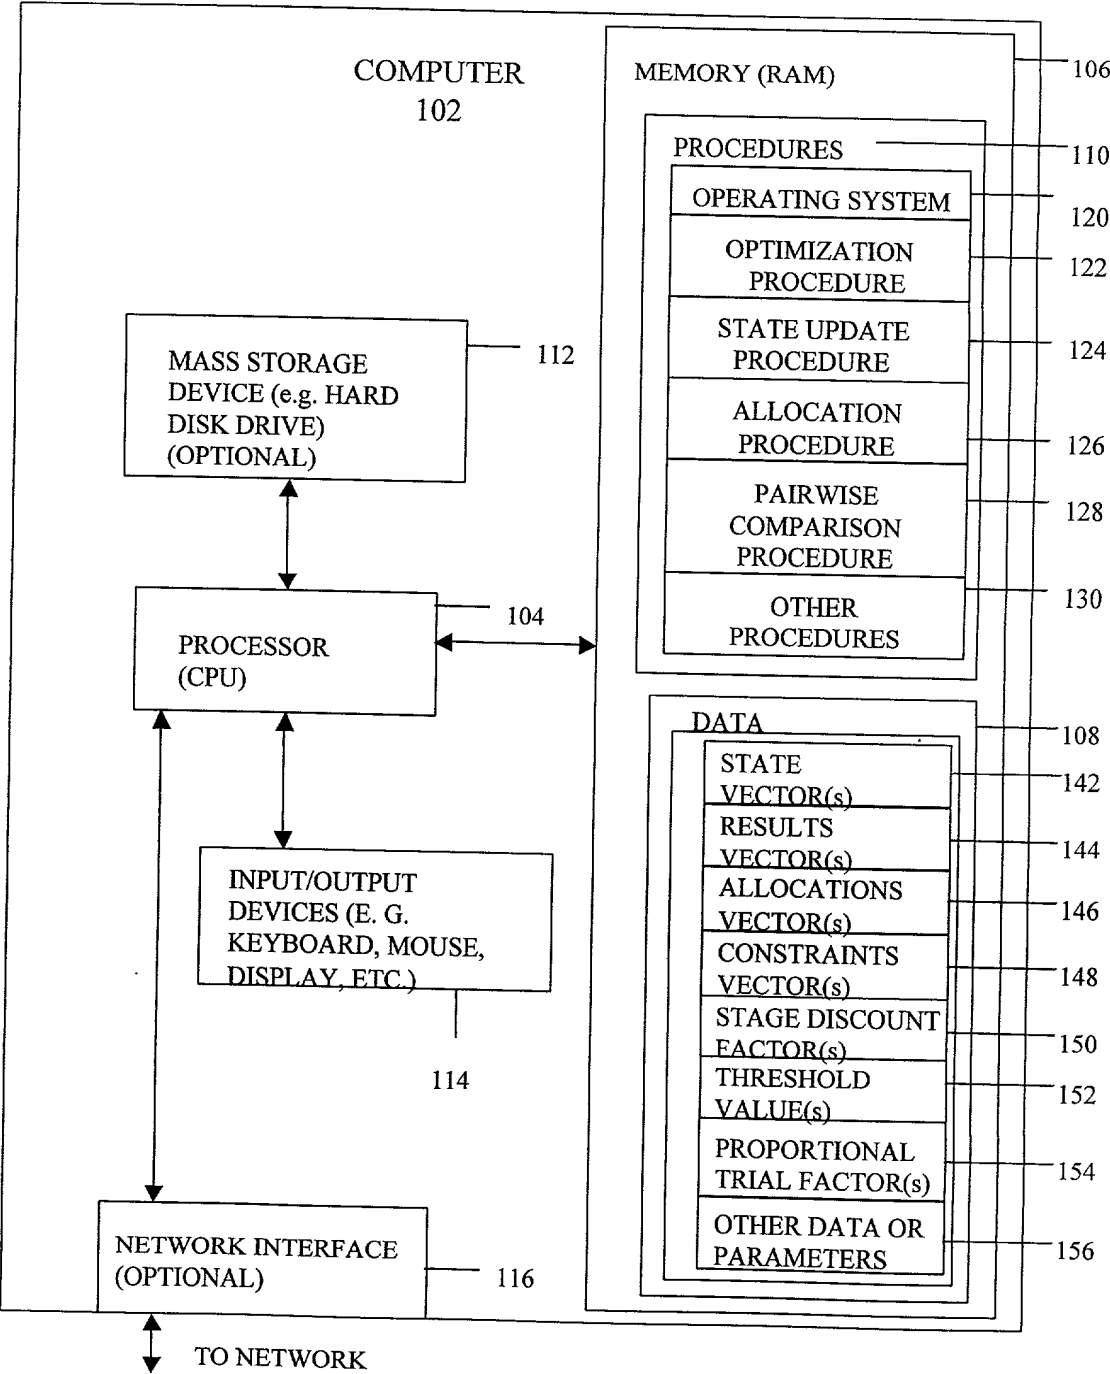 COMPUTER
102
MASS STORAGE
DEVICE (e.g. HARD
DISK DRIVE)
(OPTIONAL)
112
PROCESSOR
(CPU)
104
INPUT/OUTPUT
DEVICES (E. G.
KEYBOARD, MOUSE,
DISPLAY, ETC.)
114
NETWORK INTERFACE
(OPTIONAL)
116
TO NETWORK
MEMORY (RAM)
106
PROCEDURES
110
OPERATING SYSTEM
120
OPTIMIZATION
PROCEDURE
122
STATE UPDATE
PROCEDURE
124
ALLOCATION
PROCEDURE
126
PAIRWISE
COMPARISON
PROCEDURE
128
OTHER
PROCEDURES
130
DATA
108
STATE
VECTOR(s)
142
RESULTS
VECTOR(s)
144
ALLOCATIONS
VECTOR(s)
146
CONSTRAINTS
VECTOR(s)
148
STAGE DISCOUNT
FACTOR(s)
150
THRESHOLD
VALUE(s)
152
PROPORTIONAL
TRIAL FACTOR(s)
154
OTHER DATA OR
PARAMETERS
156